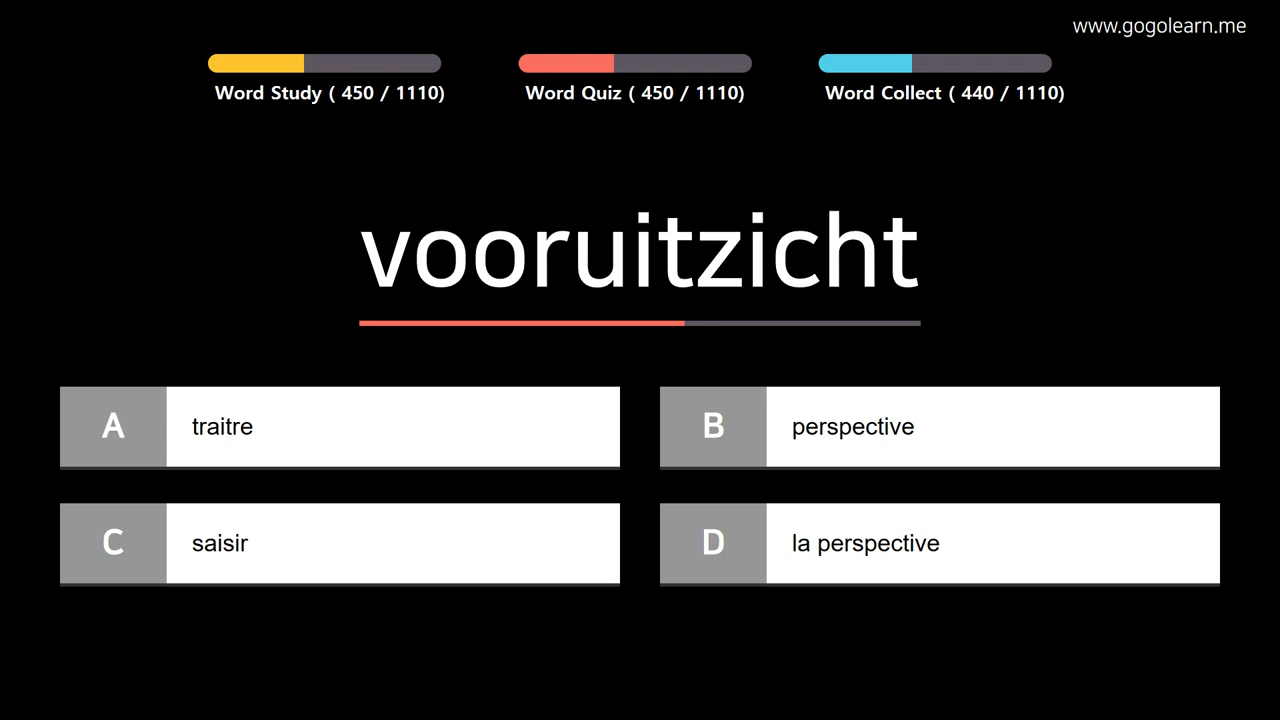 www.gogolearn.me
Word Study ( 450 / 1110)
Word Quiz ( 450 / 1110)
Word Collect ( 440 / 1110)
vooruitzicht
A traitre
B perspective
C saisir
D la perspective